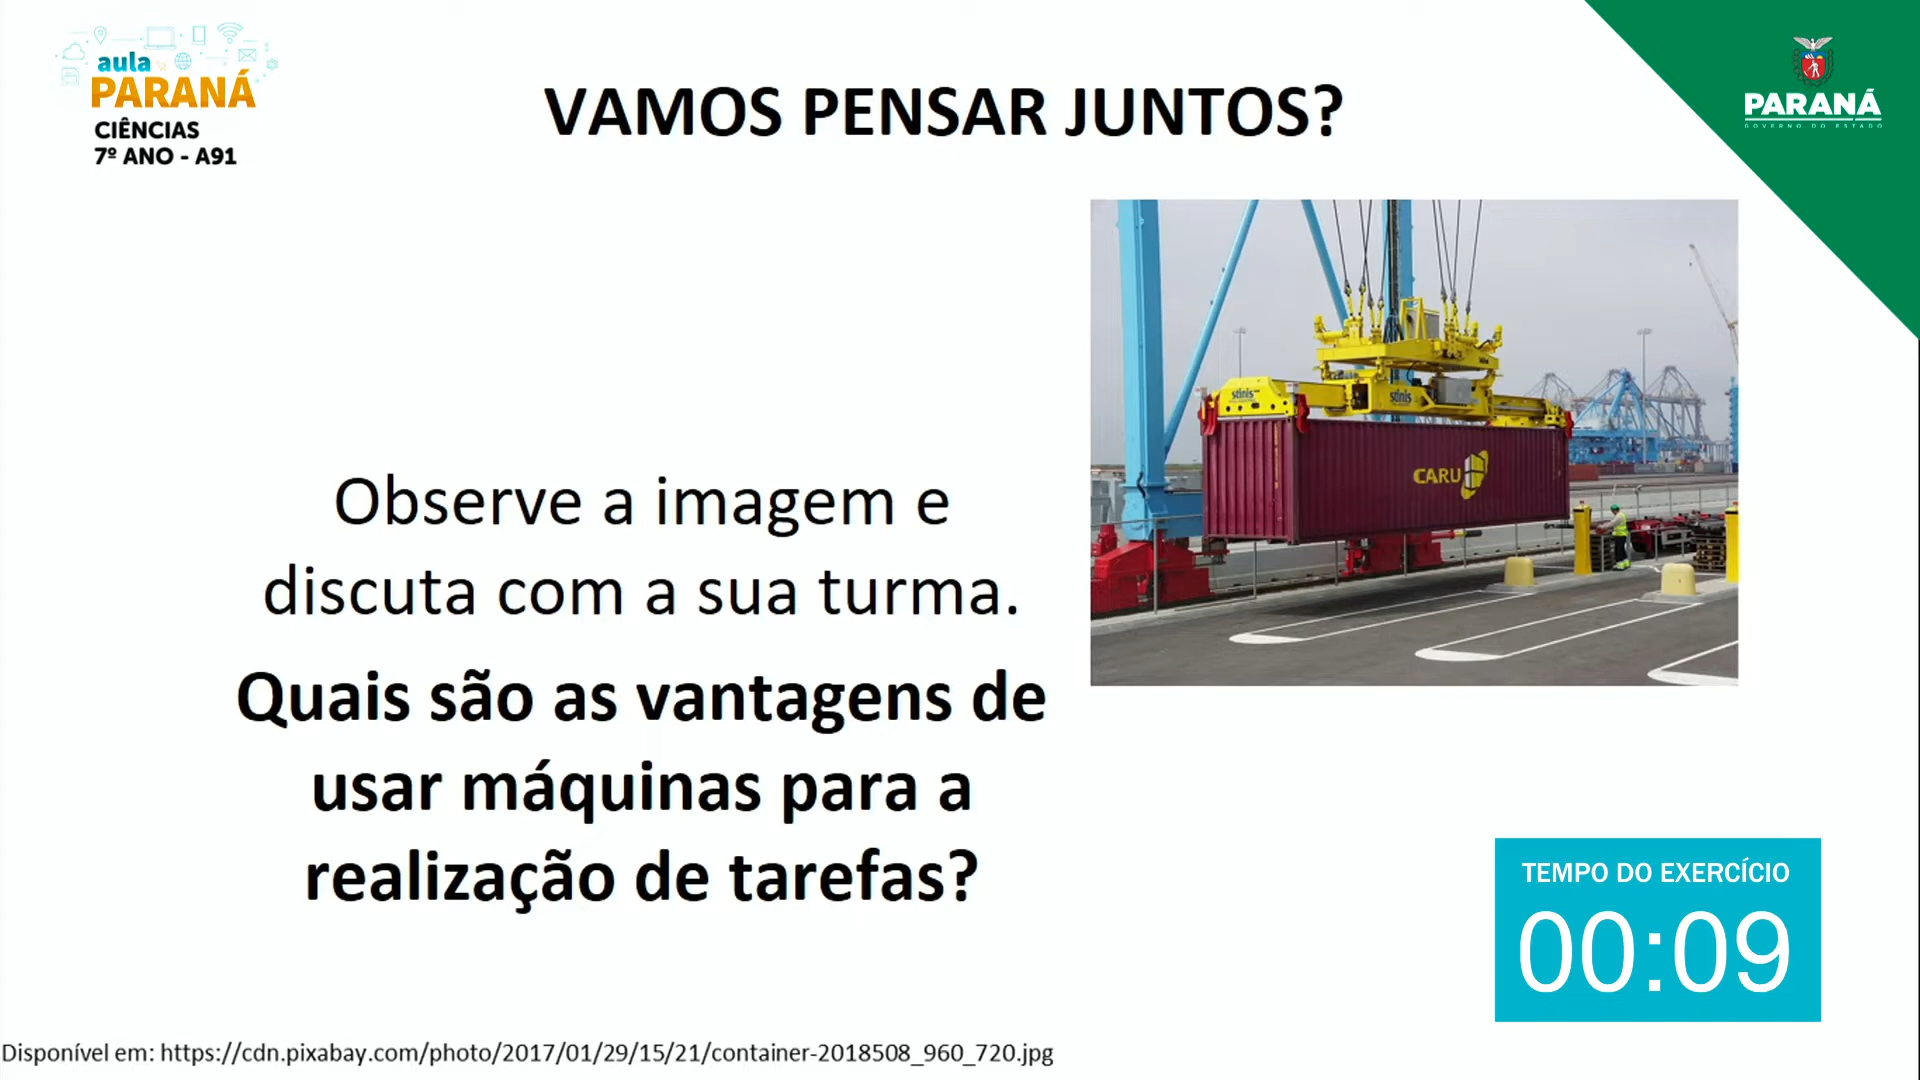 aula
PARANÁ
CIÊNCIAS
7º ANO - A91
VAMOS PENSAR JUNTOS?
PARANÁ
GOVERNO DO ESTADO
stinis
stinis
CARU
Observe a imagem e
discuta com a sua turma.
Quais são as vantagens de
usar máquinas para a
realização de tarefas?
TEMPO DO EXERCÍCIO
00:09
Disponível em: https://cdn.pixabay.com/photo/2017/01/29/15/21/container-2018508_960_720.jpg